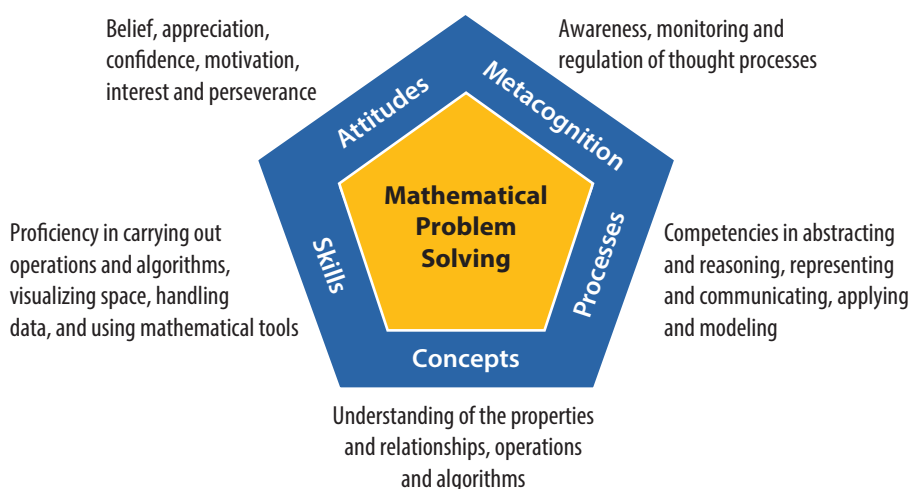 Belief, appreciation,
confidence, motivation,
interest and perseverance
Attitudes
Awareness, monitoring and
regulation of thought processes
Metacognition
Mathematical
Problem
Solving
Proficiency in carrying out
operations and algorithms,
visualizing space, handling
data, and using mathematical tools
Skills
Processes
Competencies in abstracting
and reasoning, representing
and communicating, applying
and modeling
Concepts
Understanding of the properties
and relationships, operations
and algorithms